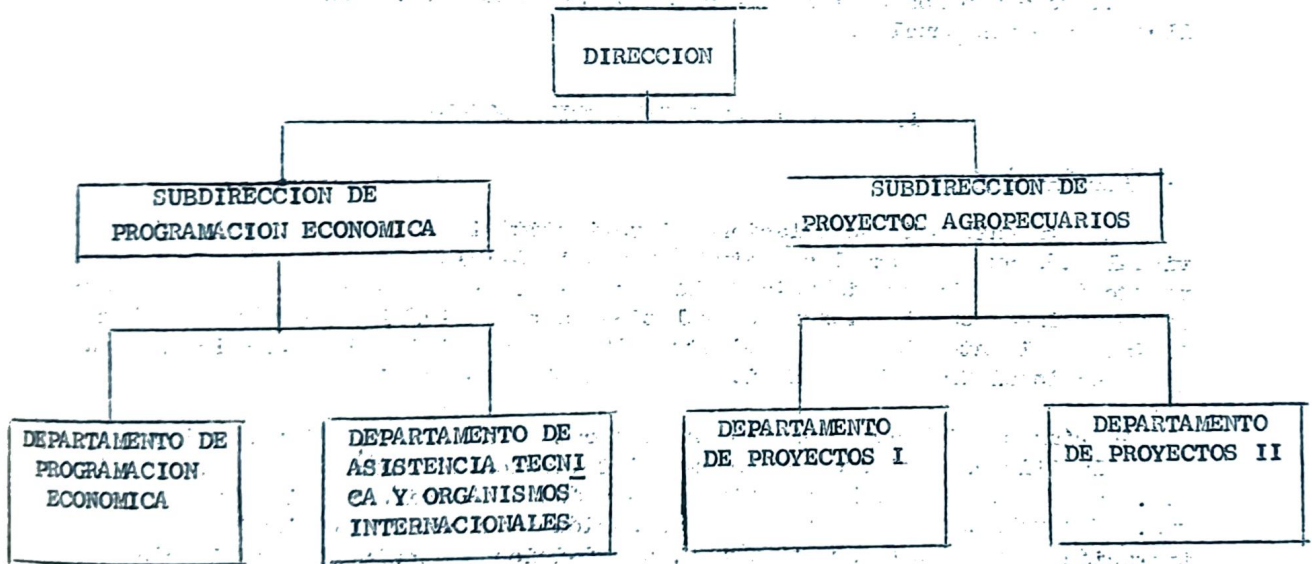 DIRECCION
SUBDIRECCION DE
PROGRAMACION ECONOMICA
SUBDIRECCION DE
PROYECTOS AGROPECUARIOS
DEPARTAMENTO DE
PROGRAMACION
ECONOMICA
DEPARTAMENTO DE
ASISTENCIA TECNI
CA Y ORGANISMOS
INTERNACIONALES
DEPARTAMENTO
DE PROYECTOS I
DEPARTAMENTO
DE PROYECTOS II